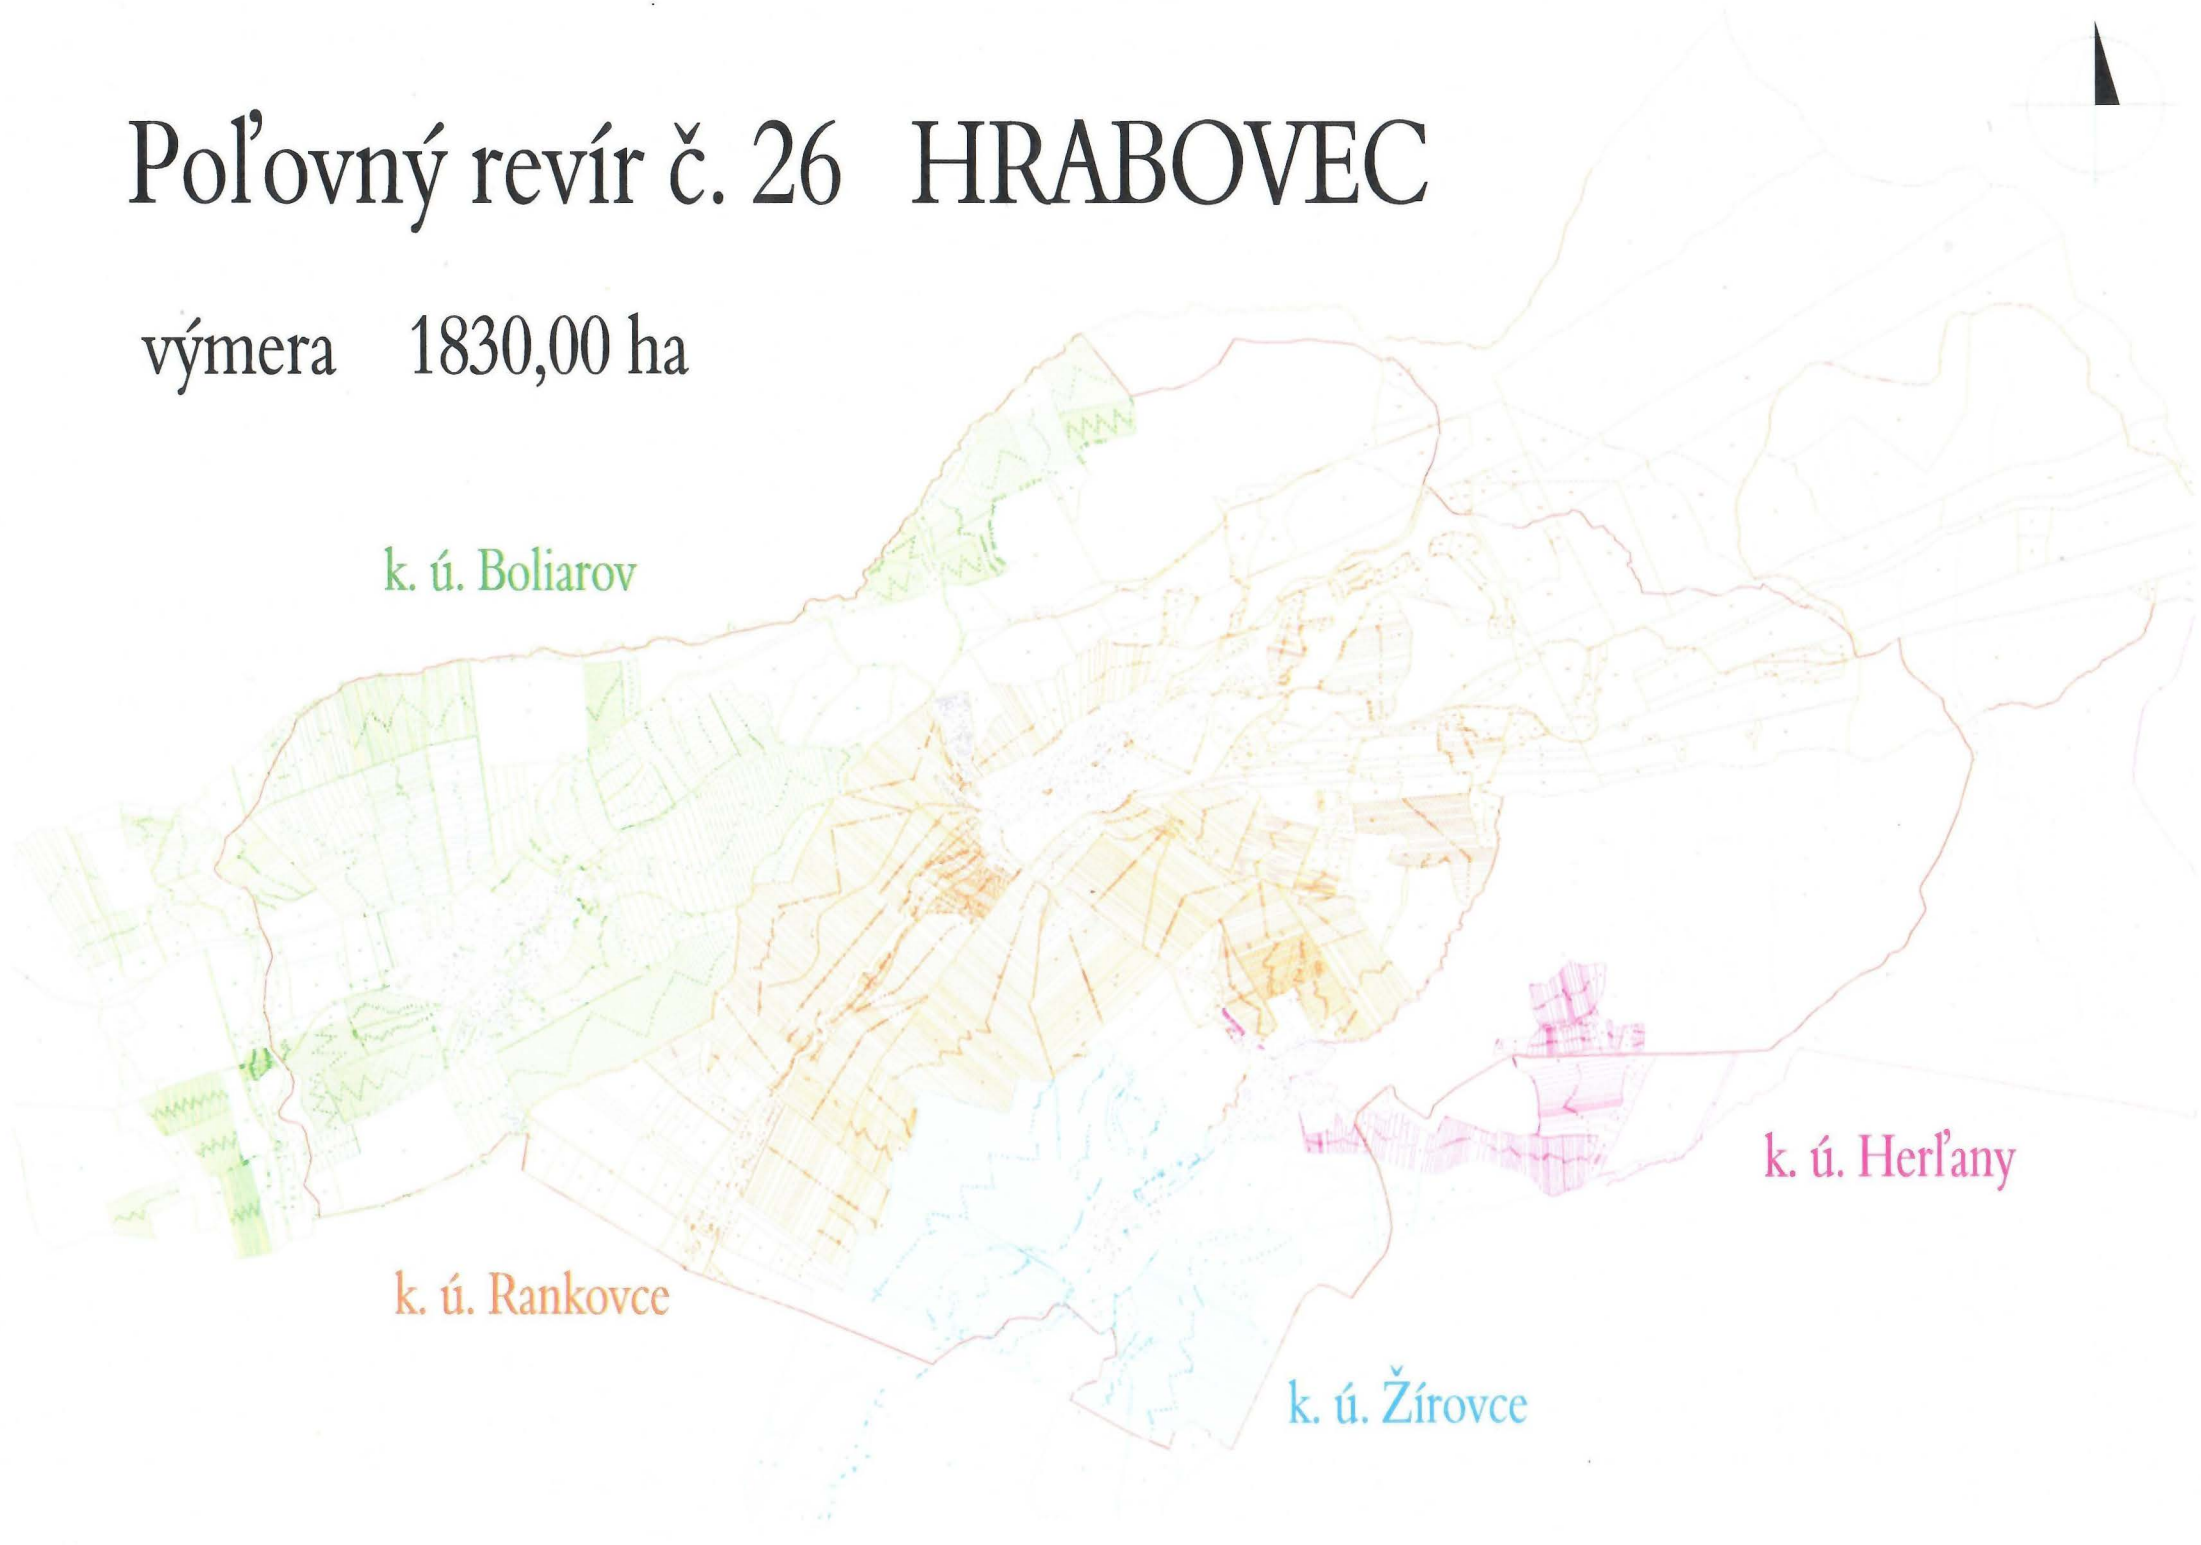 Poľovný revír č. 26 HRABOVEC
výmera 1830,00 ha
k. ú. Boliarov
k. ú. Herľany
k. ú. Rankovce
k. ú. Žírovce